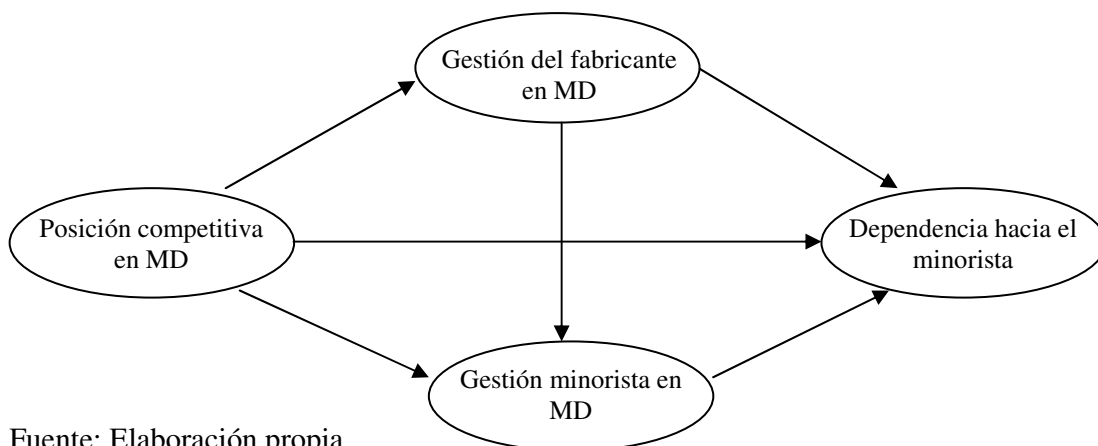 Gestión del fabricante
en MD
Posición competitiva
en MD
Dependencia hacia el
minorista
Gestión minorista en
MD
Fuente: Elaboración propia